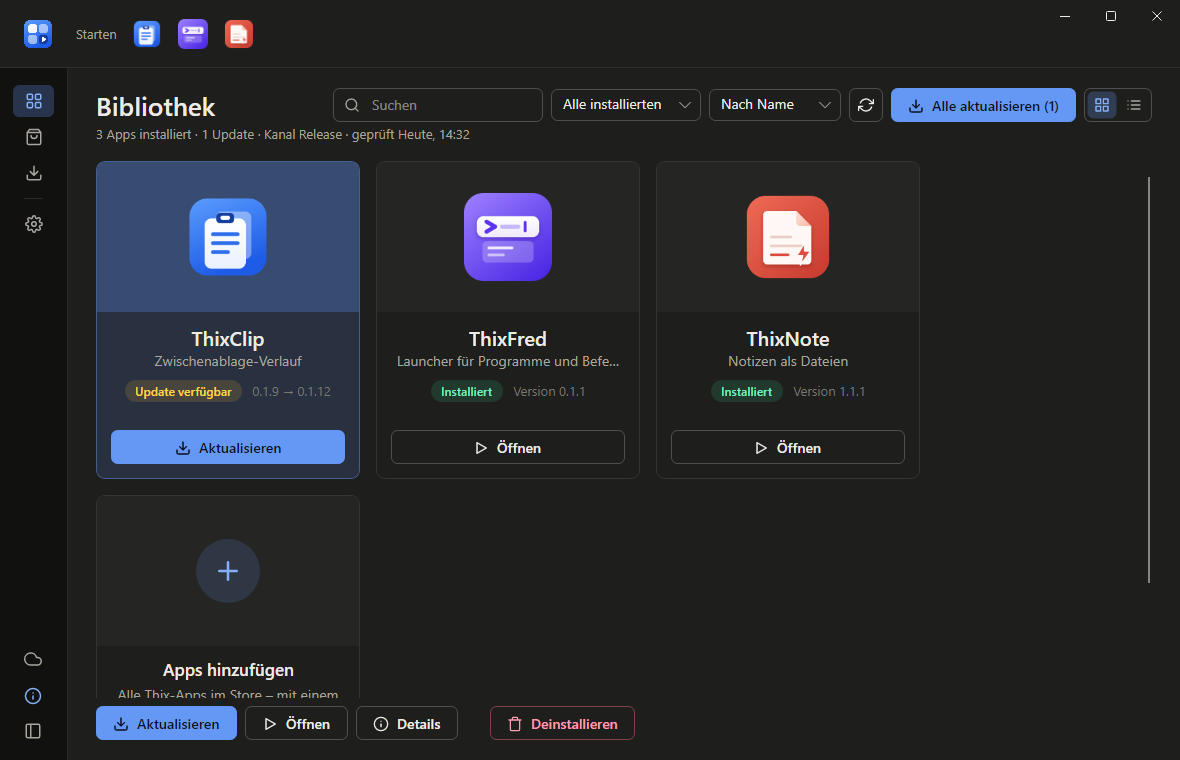 Starten
Bibliothek
Suchen
Alle installierten
Nach Name
Alle aktualisieren (1)
3 Apps installiert · 1 Update · Kanal Release · geprüft Heute, 14:32
ThixClip
Zwischenablage-Verlauf
Update verfügbar 0.1.9 → 0.1.12
Aktualisieren
ThixFred
Launcher für Programme und Befe...
Installiert Version 0.1.1
Öffnen
ThixNote
Notizen als Dateien
Installiert Version 1.1.1
Öffnen
Apps hinzufügen
Alle Thix-Apps im Store – mit einem
Aktualisieren
Öffnen
Details
Deinstallieren